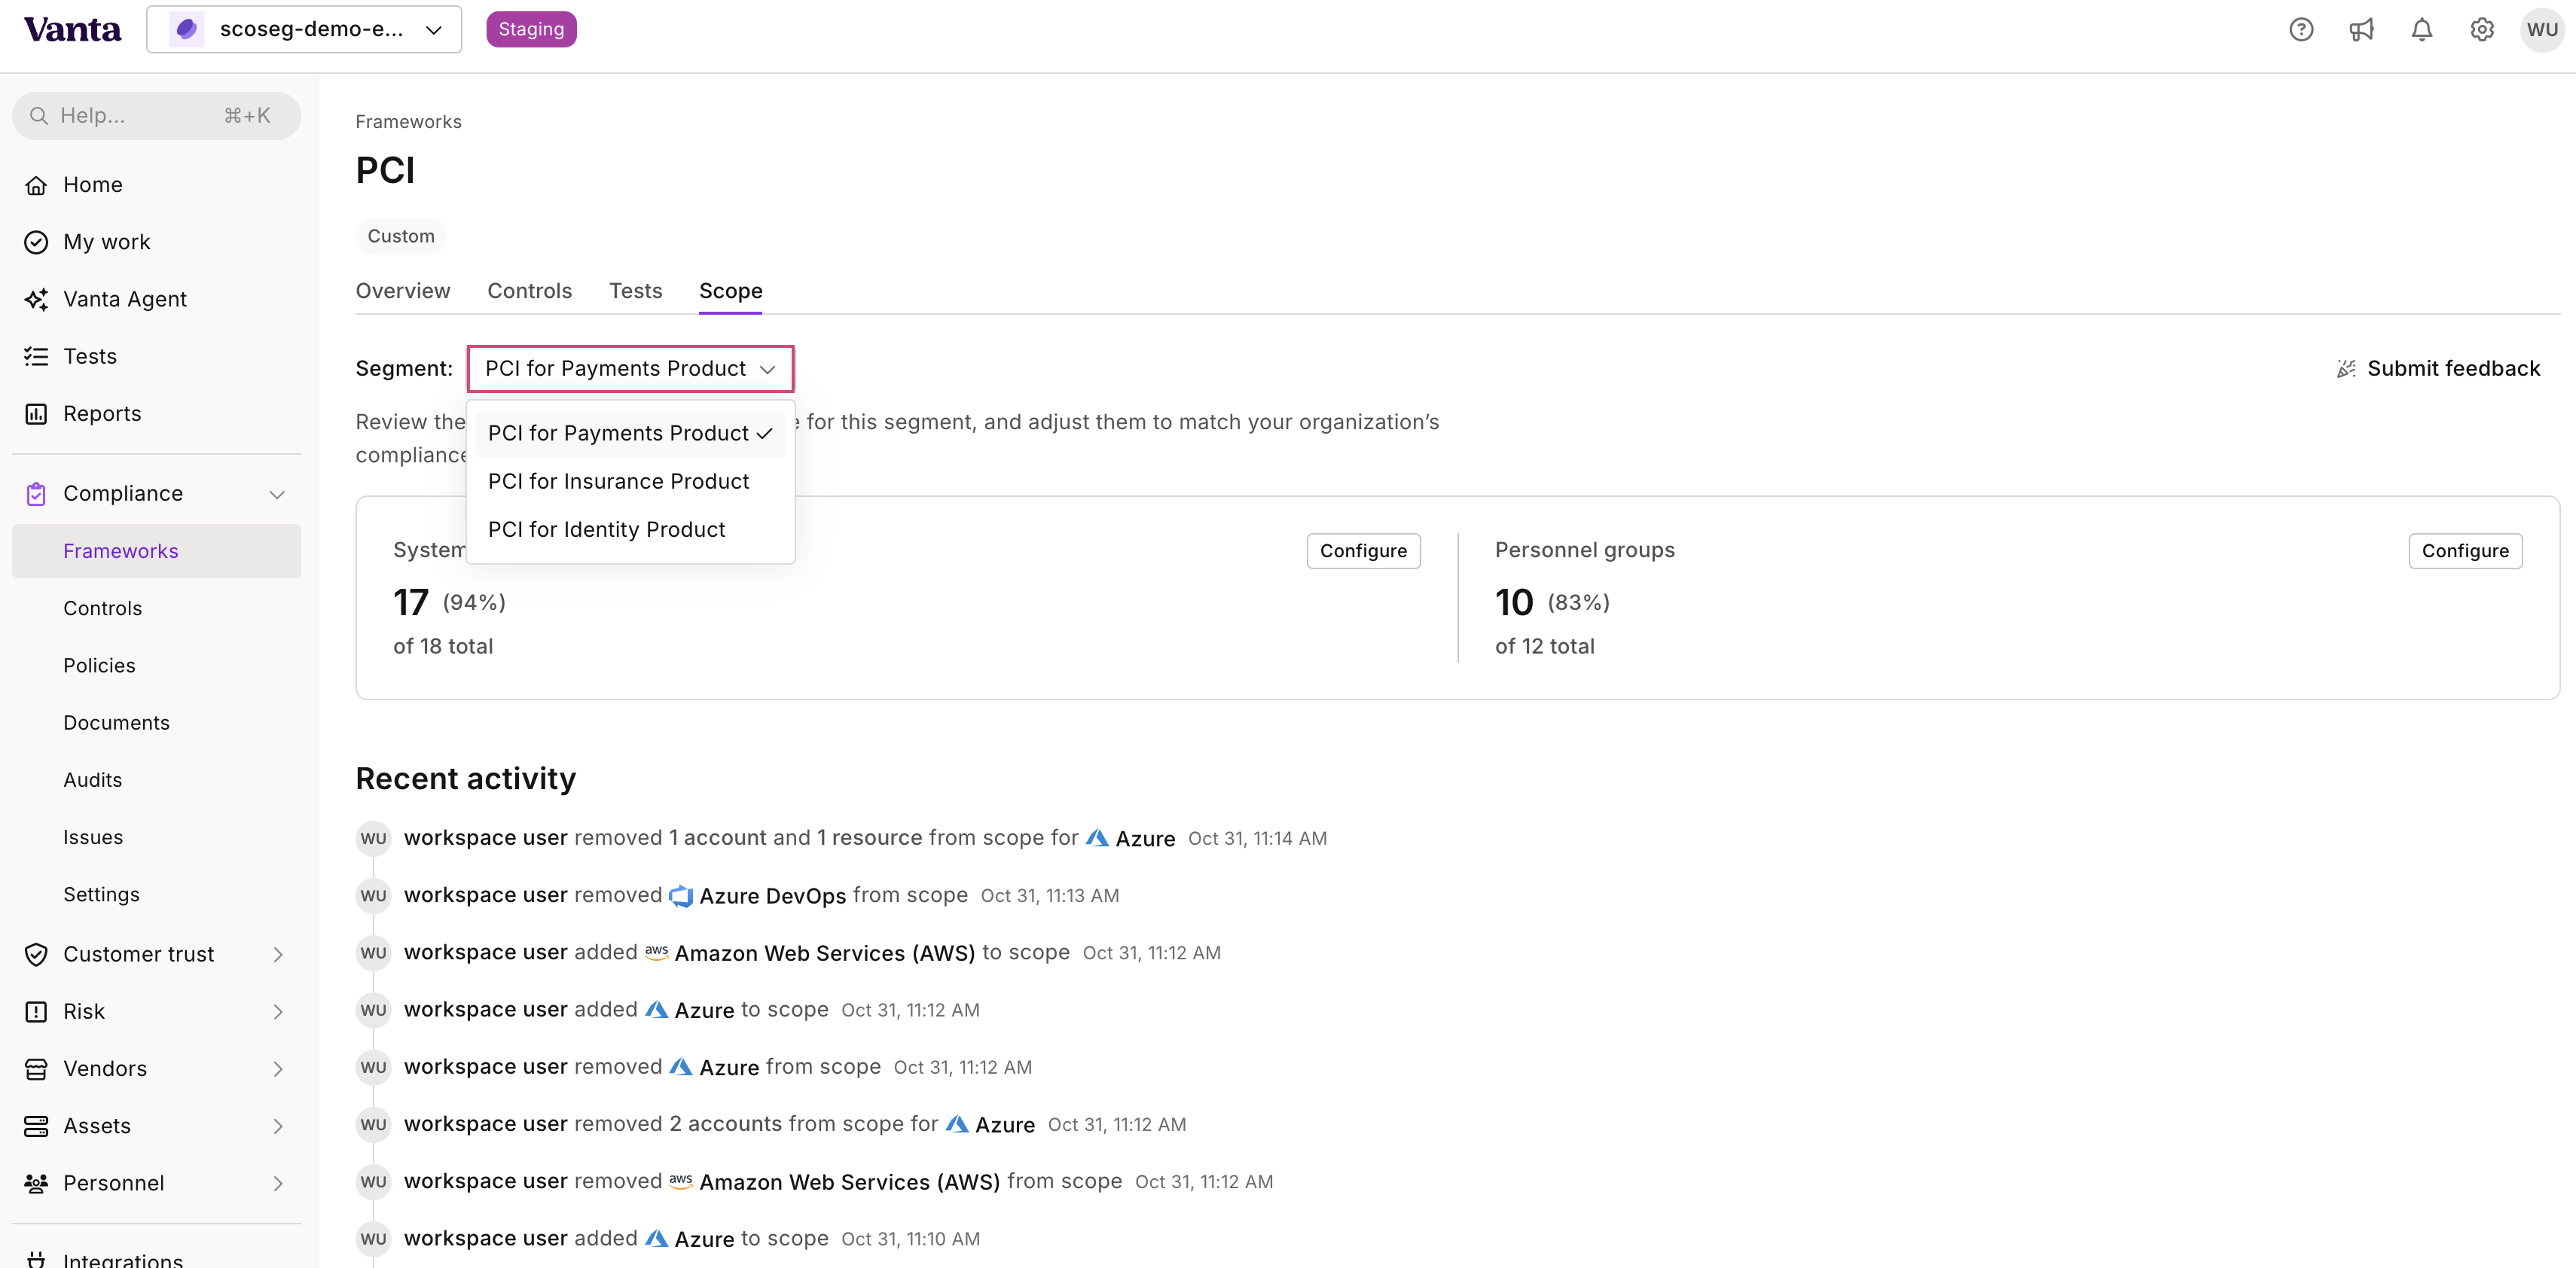 Vanta
scoseg-demo-e...
Staging
WU
Help... ⌘+K
Home
My work
Vanta Agent
Tests
Reports
Compliance
Frameworks
Controls
Policies
Documents
Audits
Issues
Settings
Customer trust
Risk
Vendors
Assets
Personnel
Integrations
Frameworks
PCI
Custom
Overview Controls Tests Scope
Segment: PCI for Payments Product
Submit feedback
PCI for Payments Product
PCI for Insurance Product
PCI for Identity Product
Review the for this segment, and adjust them to match your organization’s
compliance
System
Configure
17 (94%)
of 18 total
Personnel groups
Configure
10 (83%)
of 12 total
Recent activity
WU workspace user removed 1 account and 1 resource from scope for Azure Oct 31, 11:14 AM
WU workspace user removed Azure DevOps from scope Oct 31, 11:13 AM
WU workspace user added aws Amazon Web Services (AWS) to scope Oct 31, 11:12 AM
WU workspace user added Azure to scope Oct 31, 11:12 AM
WU workspace user removed Azure from scope Oct 31, 11:12 AM
WU workspace user removed 2 accounts from scope for Azure Oct 31, 11:12 AM
WU workspace user removed aws Amazon Web Services (AWS) from scope Oct 31, 11:12 AM
WU workspace user added Azure to scope Oct 31, 11:10 AM